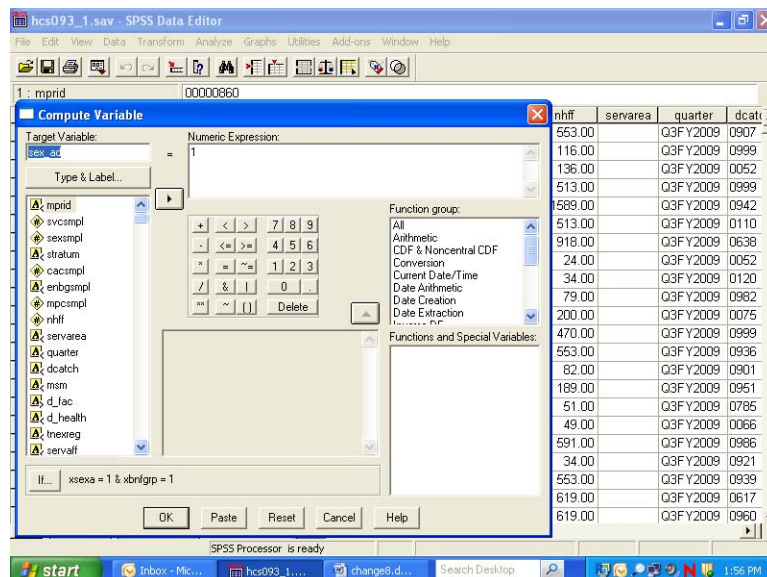 hcs093_1.sav - SPSS Data Editor
File Edit View Data Transform Analyze Graphs Utilities Add-ons Window Help
1 : mprid 00000860
Compute Variable
Target Variable:
sex_ad
=
Numeric Expression:
1
Type & Label...
mprid
svcsmpl
sexsmpl
stratum
cacsmpl
enbgsmpl
mpcsmpl
nhff
servarea
quarter
dcatch
msm
d_fac
d_health
tnexreg
servaff
+ < > 7 8 9
- <= >= 4 5 6
* = ~= 1 2 3
/ & | 0 .
** ~ () Delete
Function group:
All
Arithmetic
CDF & Noncentral CDF
Conversion
Current Date/Time
Date Arithmetic
Date Creation
Date Extraction
Inverse DF
Functions and Special Variables:
If... xsexa = 1 & xbnfgrp = 1
OK Paste Reset Cancel Help
nhff servarea quarter dcatc
553.00 Q3FY2009 0907
116.00 Q3FY2009 0999
136.00 Q3FY2009 0052
513.00 Q3FY2009 0999
1589.00 Q3FY2009 0942
513.00 Q3FY2009 0110
918.00 Q3FY2009 0638
24.00 Q3FY2009 0052
34.00 Q3FY2009 0120
79.00 Q3FY2009 0982
200.00 Q3FY2009 0075
470.00 Q3FY2009 0999
553.00 Q3FY2009 0936
82.00 Q3FY2009 0901
189.00 Q3FY2009 0951
51.00 Q3FY2009 0785
49.00 Q3FY2009 0066
591.00 Q3FY2009 0986
34.00 Q3FY2009 0921
553.00 Q3FY2009 0939
619.00 Q3FY2009 0617
619.00 Q3FY2009 0960
SPSS Processor is ready
start Inbox - Mic... hcs093_1.... change8.d... Search Desktop 1:56 PM